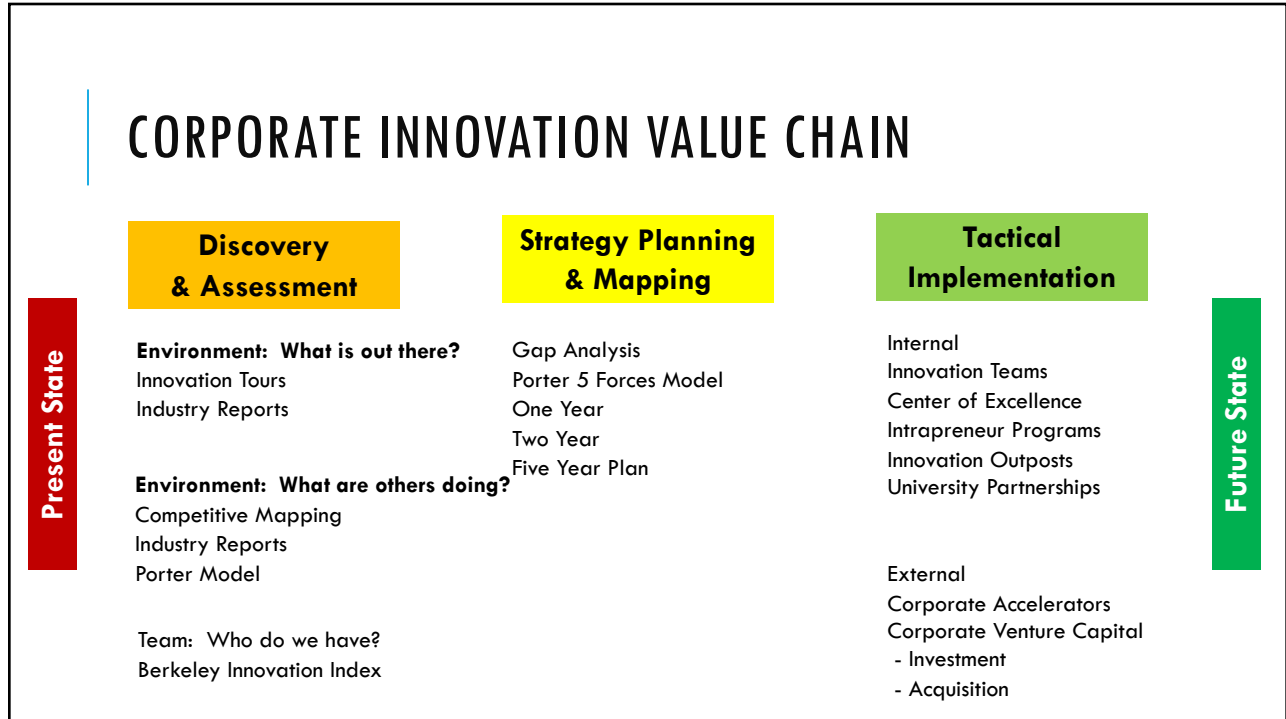 CORPORATE INNOVATION VALUE CHAIN
Present State
Discovery
& Assessment
Environment: What is out there?
Innovation Tours
Industry Reports
Environment: What are others doing?
Competitive Mapping
Industry Reports
Porter Model
Team: Who do we have?
Berkeley Innovation Index
Strategy Planning
& Mapping
Gap Analysis
Porter 5 Forces Model
One Year
Two Year
Five Year Plan
Tactical
Implementation
Internal
Innovation Teams
Center of Excellence
Intrapreneur Programs
Innovation Outposts
University Partnerships
External
Corporate Accelerators
Corporate Venture Capital
- Investment
- Acquisition
Future State